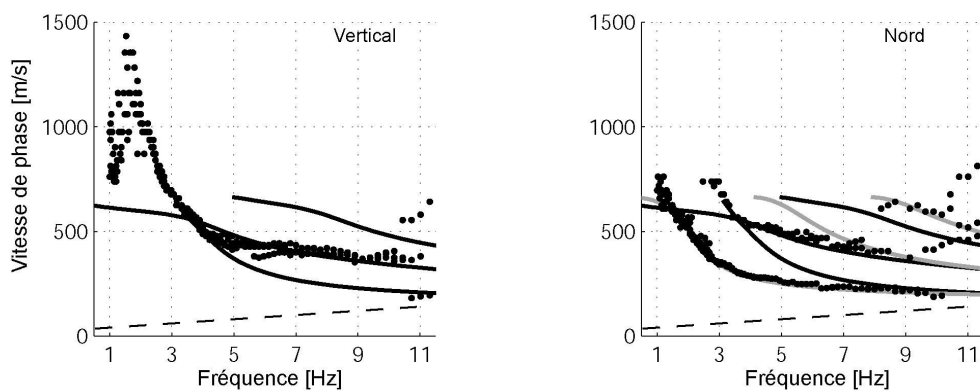 Vertical
Nord
Vitesse de phase [m/s]
1500
1000
500
0
1 3 5 7 9 11
Fréquence [Hz]
1500
1000
500
0
1 3 5 7 9 11
Fréquence [Hz]